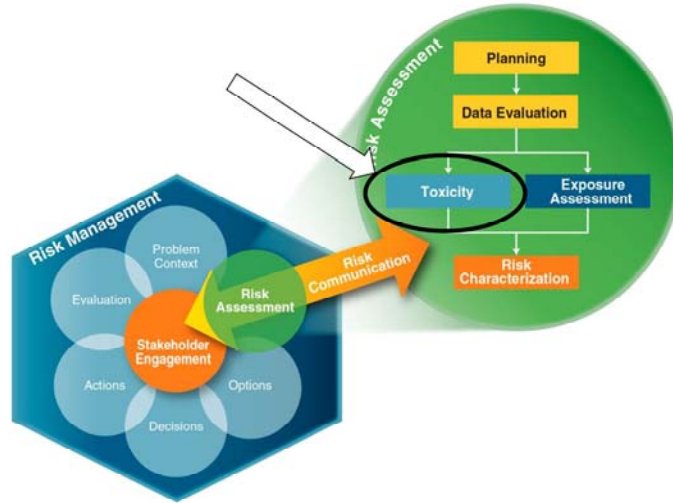 Planning
Data Evaluation
Toxicity
Exposure
Assessment
Risk
Characterization
Risk Assessment
Risk Management
Problem
Context
Evaluation
Risk
Assessment
Risk
Communication
Stakeholder
Engagement
Actions
Options
Decisions